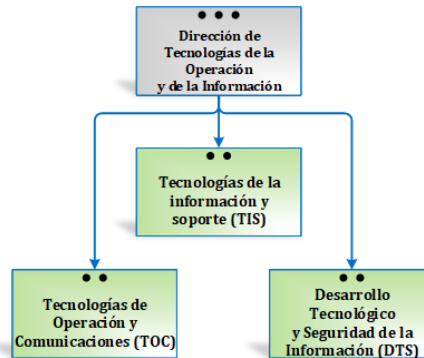 Dirección de
Tecnologías de la
Operación
y de la Información
Tecnologías de la
información y
soporte (TIS)
Tecnologías de
Operación y
Comunicaciones (TOC)
Desarrollo
Tecnológico
y Seguridad de la
Información (DTS)